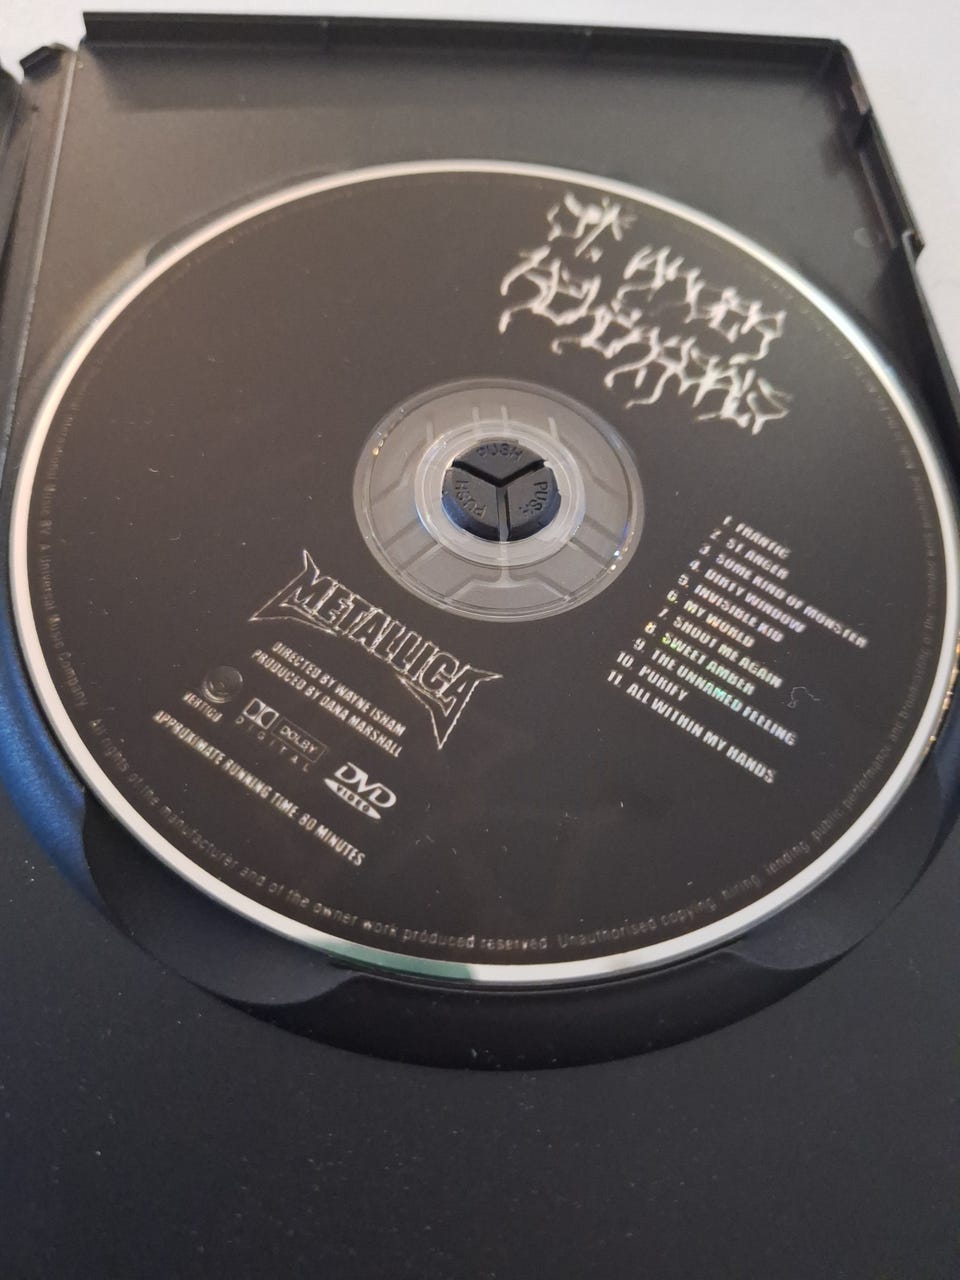 ST. ANGER
REHEARSALS
PUSH
PUSH
PUSH
1. FRANTIC
2. ST ANGER
3. SOME KIND OF MONSTER
4. DIRTY WINDOW
5. INVISIBLE KID
6. MY WORLD
7. SHOOT ME AGAIN
8. SWEET AMBER
9. THE UNNAMED FEELING
10. PURIFY
11. ALL WITHIN MY HANDS
METALLICA
DIRECTED BY WAYNE ISHAM
PRODUCED BY DANA MARSHALL
VERTIGO
DOLBY
DIGITAL
DVD
VIDEO
APPROXIMATE RUNNING TIME: 80 MINUTES
A Universal Music Company. All rights of the manufacturer and of the owner work produced reserved. Unauthorised copying, hiring, lending, public performance and broadcasting